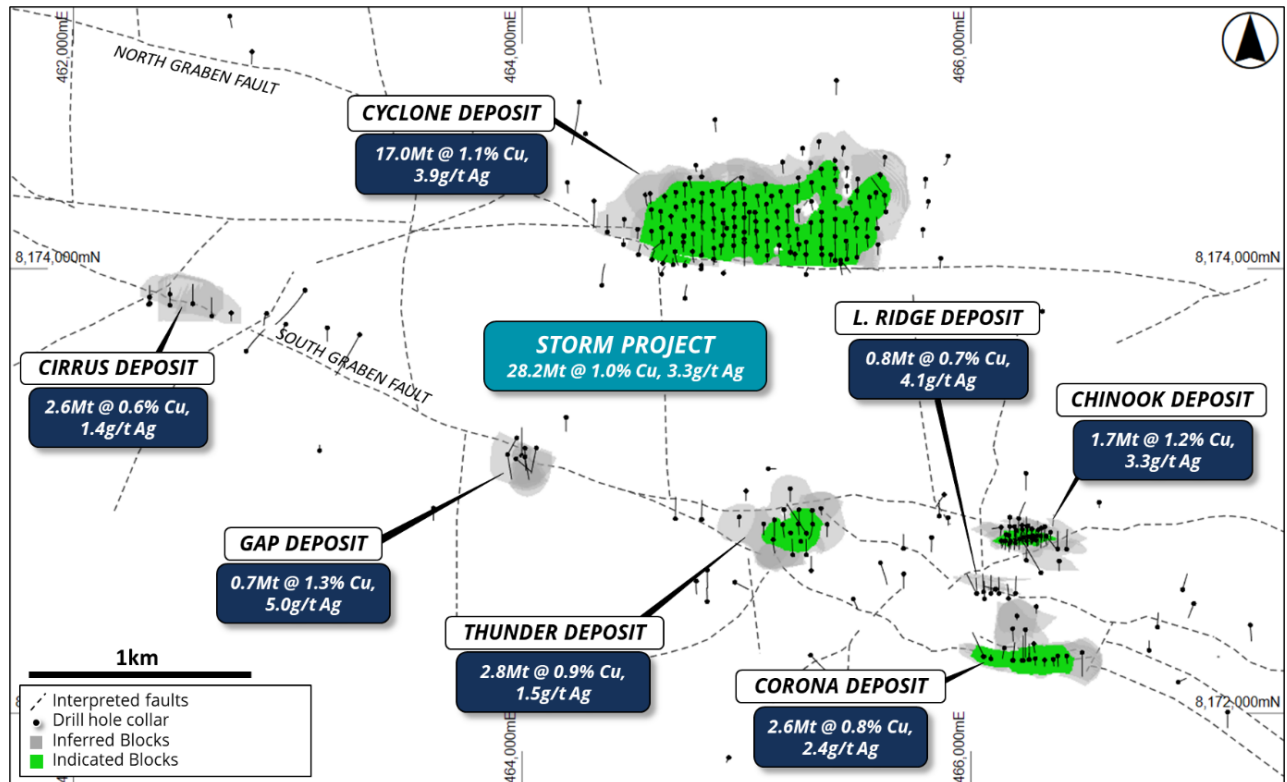 462,000mE
464,000mE
466,000mE
NORTH GRABEN FAULT
CYCLONE DEPOSIT
17.0Mt @ 1.1% Cu,
3.9g/t Ag
8,174,000mN
8,174,000mN
SOUTH GRABEN FAULT
CIRRUS DEPOSIT
2.6Mt @ 0.6% Cu,
1.4g/t Ag
STORM PROJECT
28.2Mt @ 1.0% Cu, 3.3g/t Ag
L. RIDGE DEPOSIT
0.8Mt @ 0.7% Cu,
4.1g/t Ag
CHINOOK DEPOSIT
1.7Mt @ 1.2% Cu,
3.3g/t Ag
GAP DEPOSIT
0.7Mt @ 1.3% Cu,
5.0g/t Ag
THUNDER DEPOSIT
2.8Mt @ 0.9% Cu,
1.5g/t Ag
CORONA DEPOSIT
2.6Mt @ 0.8% Cu,
2.4g/t Ag
1km
Interpreted faults
Drill hole collar
Inferred Blocks
Indicated Blocks
8,172,000mN
464,000mE
466,000mE